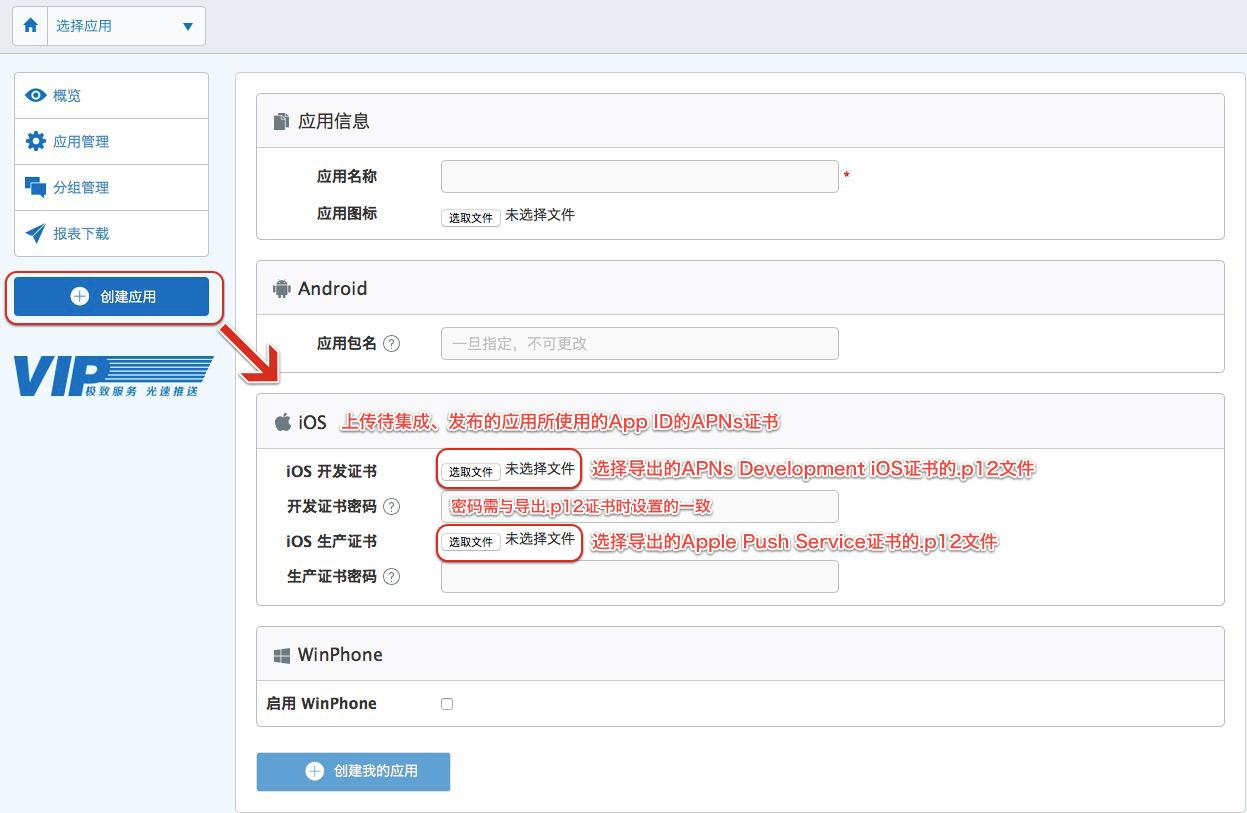 选择应用
概览
应用管理
分组管理
报表下载
创建应用
VIP
极致服务 光速推送
应用信息
应用名称 *
应用图标 选取文件 未选择文件
Android
应用包名 ? 一旦指定，不可更改
iOS 上传待集成、发布的应用所使用的App ID的APNs证书
iOS 开发证书 选取文件 未选择文件 选择导出的APNs Development iOS证书的.p12文件
开发证书密码 ? 密码需与导出.p12证书时设置的一致
iOS 生产证书 选取文件 未选择文件 选择导出的Apple Push Service证书的.p12文件
生产证书密码 ?
WinPhone
启用 WinPhone
创建我的应用